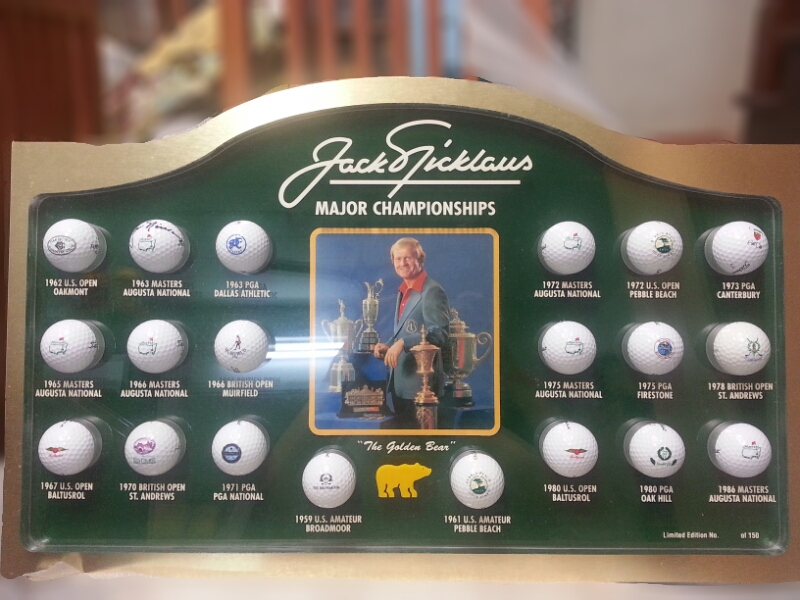 Jack Nicklaus
MAJOR CHAMPIONSHIPS
1962 U.S. OPEN
OAKMONT
1963 MASTERS
AUGUSTA NATIONAL
1963 PGA
DALLAS ATHLETIC
1972 MASTERS
AUGUSTA NATIONAL
1972 U.S. OPEN
PEBBLE BEACH
1973 PGA
CANTERBURY
1965 MASTERS
AUGUSTA NATIONAL
1966 MASTERS
AUGUSTA NATIONAL
1966 BRITISH OPEN
MUIRFIELD
1975 MASTERS
AUGUSTA NATIONAL
1975 PGA
FIRESTONE
1978 BRITISH OPEN
ST. ANDREWS
1967 U.S. OPEN
BALTUSROL
1970 BRITISH OPEN
ST. ANDREWS
1971 PGA
PGA NATIONAL
"The Golden Bear"
1959 U.S. AMATEUR
BROADMOOR
1961 U.S. AMATEUR
PEBBLE BEACH
1980 U.S. OPEN
BALTUSROL
1980 PGA
OAK HILL
1986 MASTERS
AUGUSTA NATIONAL
Limited Edition No. of 150